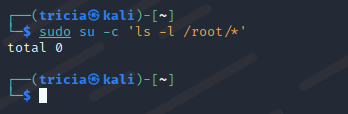 ┌──(tricia㉿kali)-[~]
└─$ sudo su -c 'ls -l /root/*'
total 0
┌──(tricia㉿kali)-[~]
└─$